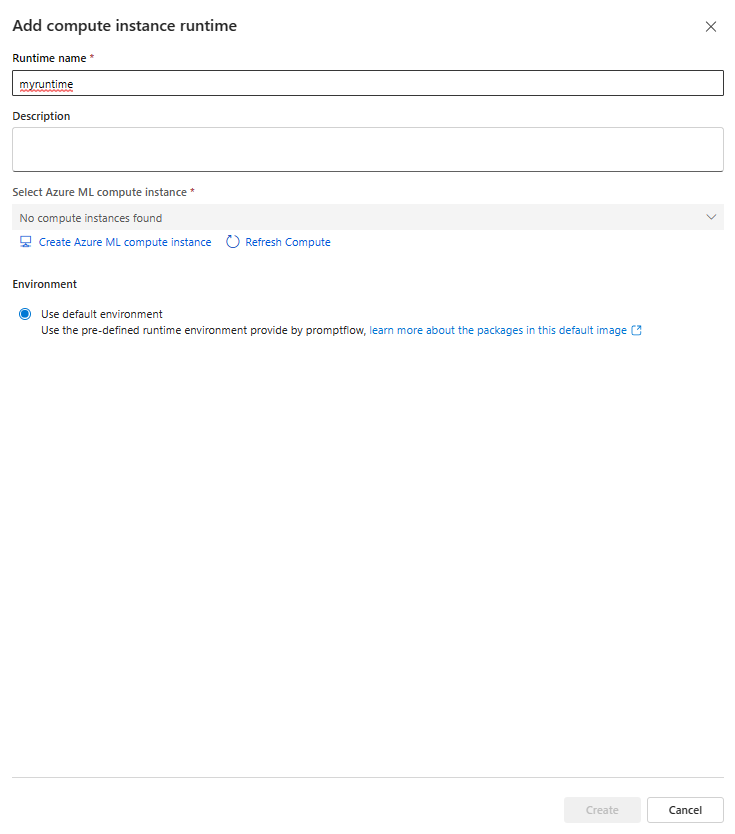 Add compute instance runtime
Runtime name *
myruntime
Description
Select Azure ML compute instance *
No compute instances found
Create Azure ML compute instance Refresh Compute
Environment
Use default environment
Use the pre-defined runtime environment provide by promptflow, learn more about the packages in this default image
Create Cancel